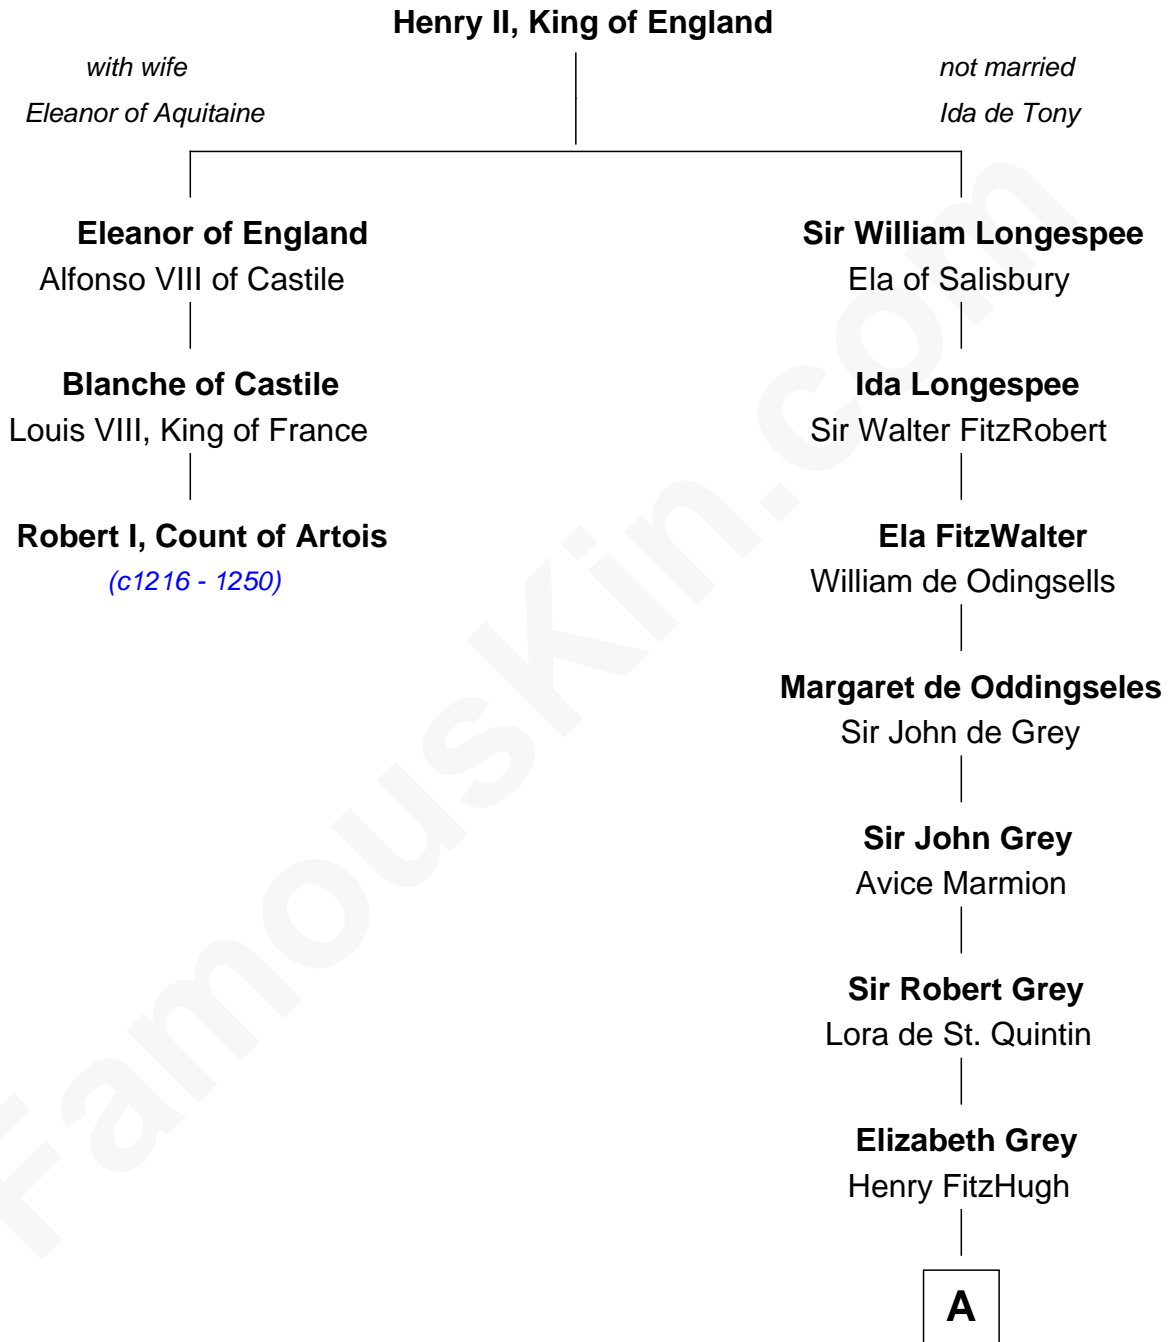 Henry II, King of England
with wife
Eleanor of Aquitaine
not married
Ida de Tony
Eleanor of England
Alfonso VIII of Castile
Sir William Longespee
Ela of Salisbury
Blanche of Castile
Louis VIII, King of France
Ida Longespee
Sir Walter FitzRobert
Robert I, Count of Artois
(c1216 - 1250)
Ela FitzWalter
William de Odingsells
Margaret de Oddingseles
Sir John de Grey
Sir John Grey
Avice Marmion
Sir Robert Grey
Lora de St. Quintin
Elizabeth Grey
Henry FitzHugh
A
FamousKin.com